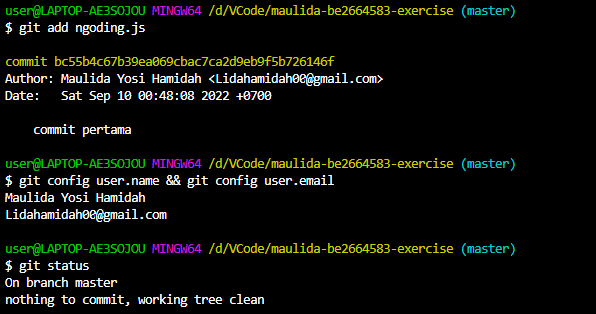 user@LAPTOP-AE3SOJOU MINGW64 /d/VCode/maulida-be2664583-exercise (master)
$ git add ngoding.js
commit bc55b4c67b39ea069cbac7ca2d9eb9f5b726146f
Author: Maulida Yosi Hamidah <Lidahamidah00@gmail.com>
Date:   Sat Sep 10 00:48:08 2022 +0700
    commit pertama
user@LAPTOP-AE3SOJOU MINGW64 /d/VCode/maulida-be2664583-exercise (master)
$ git config user.name && git config user.email
Maulida Yosi Hamidah
Lidahamidah00@gmail.com
user@LAPTOP-AE3SOJOU MINGW64 /d/VCode/maulida-be2664583-exercise (master)
$ git status
On branch master
nothing to commit, working tree clean